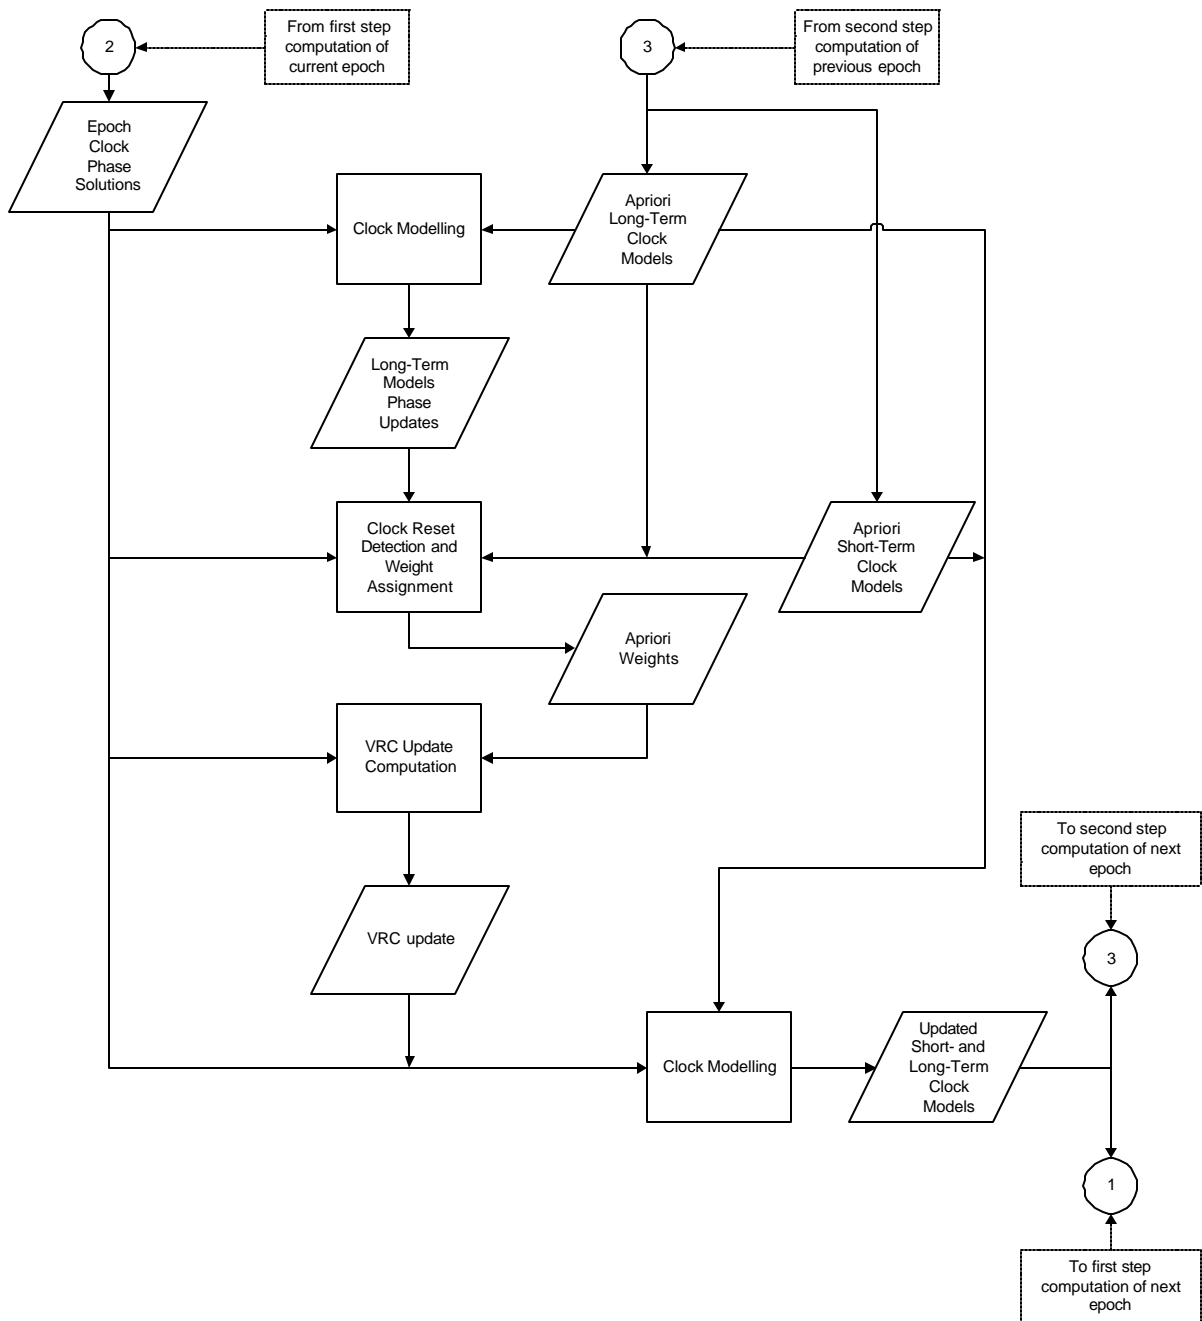 2
From first step
computation of
current epoch
3
From second step
computation of
previous epoch
Epoch
Clock
Phase
Solutions
Clock Modelling
Apriori
Long-Term
Clock
Models
Long-Term
Models
Phase
Updates
Clock Reset
Detection and
Weight
Assignment
Apriori
Short-Term
Clock
Models
Apriori
Weights
VRC Update
Computation
To second step
computation of next
epoch
VRC update
3
Clock Modelling
Updated
Short- and
Long-Term
Clock
Models
1
To first step
computation of next
epoch